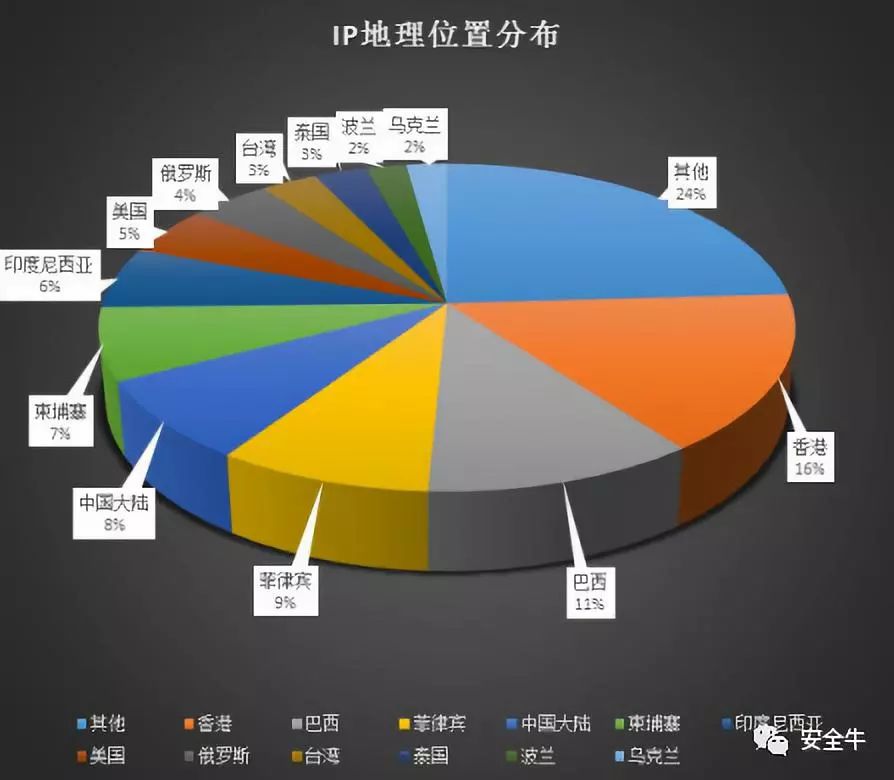 IP地理位置分布
乌克兰
2%
波兰
2%
泰国
3%
台湾
3%
俄罗斯
4%
美国
5%
印度尼西亚
6%
其他
24%
柬埔寨
7%
香港
16%
中国大陆
8%
菲律宾
9%
巴西
11%
其他 香港 巴西 菲律宾 中国大陆 柬埔寨 印度尼西亚
美国 俄罗斯 台湾 泰国 波兰 乌克兰
安全牛